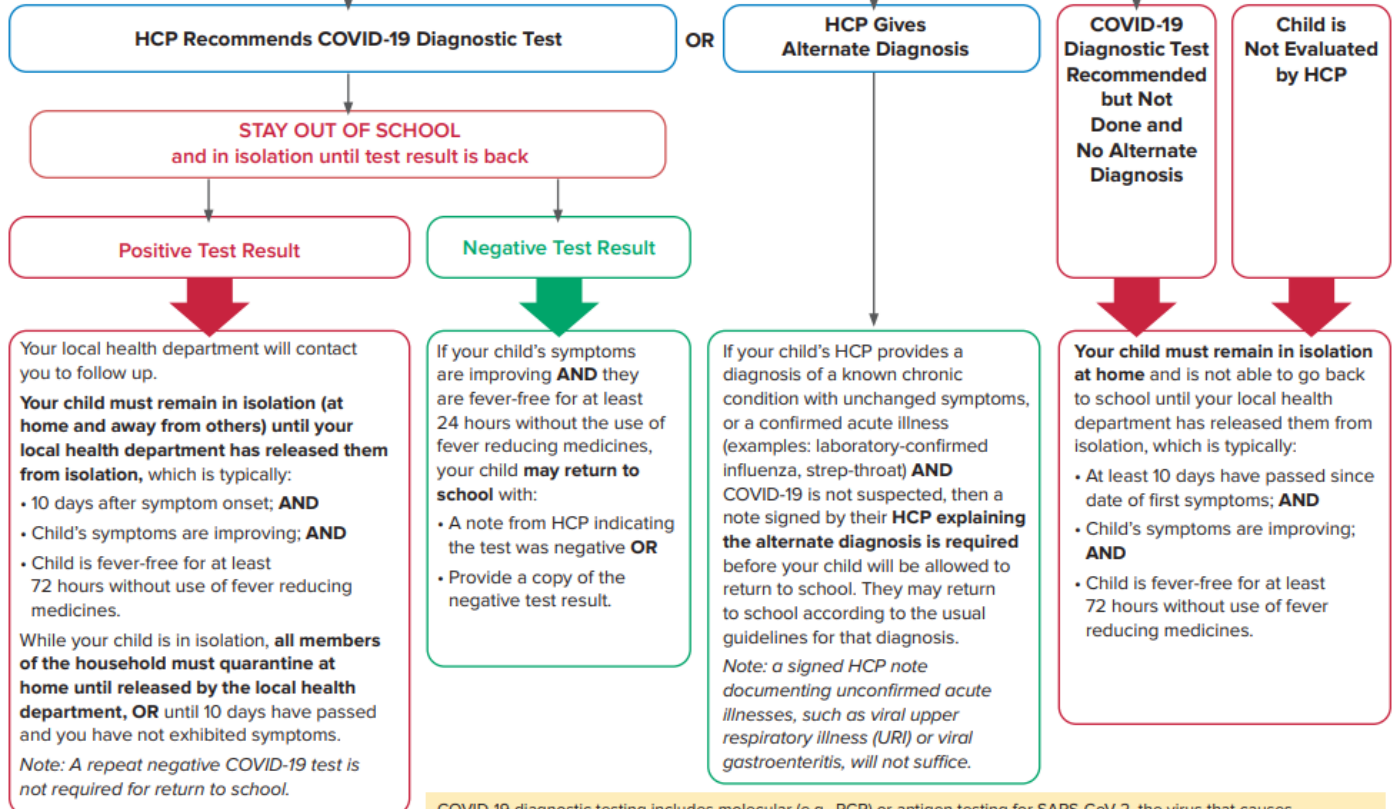 HCP Recommends COVID-19 Diagnostic Test
OR
HCP Gives
Alternate Diagnosis
COVID-19
Diagnostic Test
Recommended
but Not
Done and
No Alternate
Diagnosis
Child is
Not Evaluated
by HCP
STAY OUT OF SCHOOL
and in isolation until test result is back
Positive Test Result
Negative Test Result
Your local health department will contact
you to follow up.
Your child must remain in isolation (at
home and away from others) until your
local health department has released them
from isolation, which is typically:
• 10 days after symptom onset; AND
• Child's symptoms are improving; AND
• Child is fever-free for at least
72 hours without use of fever reducing
medicines.
While your child is in isolation, all members
of the household must quarantine at
home until released by the local health
department, OR until 10 days have passed
and you have not exhibited symptoms.
Note: A repeat negative COVID-19 test is
not required for return to school.
If your child's symptoms
are improving AND they
are fever-free for at least
24 hours without the use of
fever reducing medicines,
your child may return to
school with:
• A note from HCP indicating
the test was negative OR
• Provide a copy of the
negative test result.
If your child's HCP provides a
diagnosis of a known chronic
condition with unchanged symptoms,
or a confirmed acute illness
(examples: laboratory-confirmed
influenza, strep-throat) AND
COVID-19 is not suspected, then a
note signed by their HCP explaining
the alternate diagnosis is required
before your child will be allowed to
return to school. They may return
to school according to the usual
guidelines for that diagnosis.
Note: a signed HCP note
documenting unconfirmed acute
illnesses, such as viral upper
respiratory illness (URI) or viral
gastroenteritis, will not suffice.
Your child must remain in isolation
at home and is not able to go back
to school until your local health
department has released them from
isolation, which is typically:
• At least 10 days have passed since
date of first symptoms; AND
• Child's symptoms are improving;
AND
• Child is fever-free for at least
72 hours without use of fever
reducing medicines.
COVID-19 diagnostic testing includes molecular (e.g., PCR) or antigen testing for SARS-CoV-2, the virus that causes